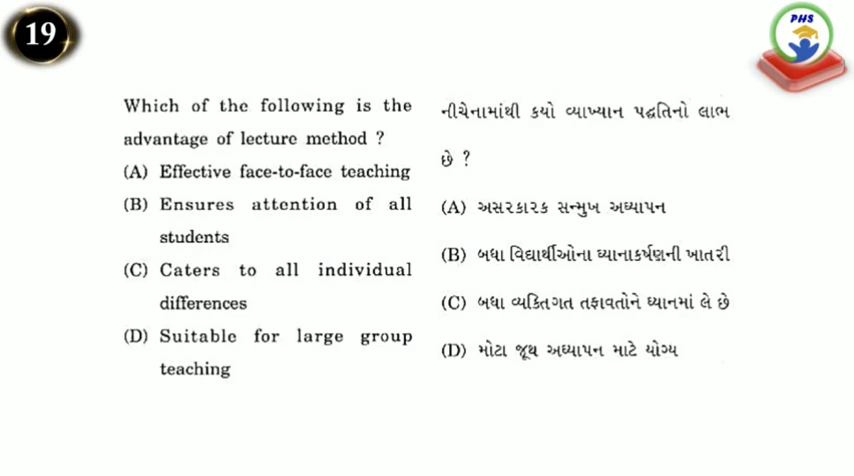 19
PHS
Which of the following is the
advantage of lecture method ?
(A) Effective face-to-face teaching
(B) Ensures attention of all
students
(C) Caters to all individual
differences
(D) Suitable for large group
teaching
નીચેનામાંથી કયો વ્યાખ્યાન પદ્ધતિનો લાભ
છે ?
(A) અસરકારક સન્મુખ અધ્યાપન
(B) બધા વિદ્યાર્થીઓના ધ્યાનાકર્ષણની ખાતરી
(C) બધા વ્યક્તિગત તફાવતોને ધ્યાનમાં લે છે
(D) મોટા જૂથ અધ્યાપન માટે યોગ્ય